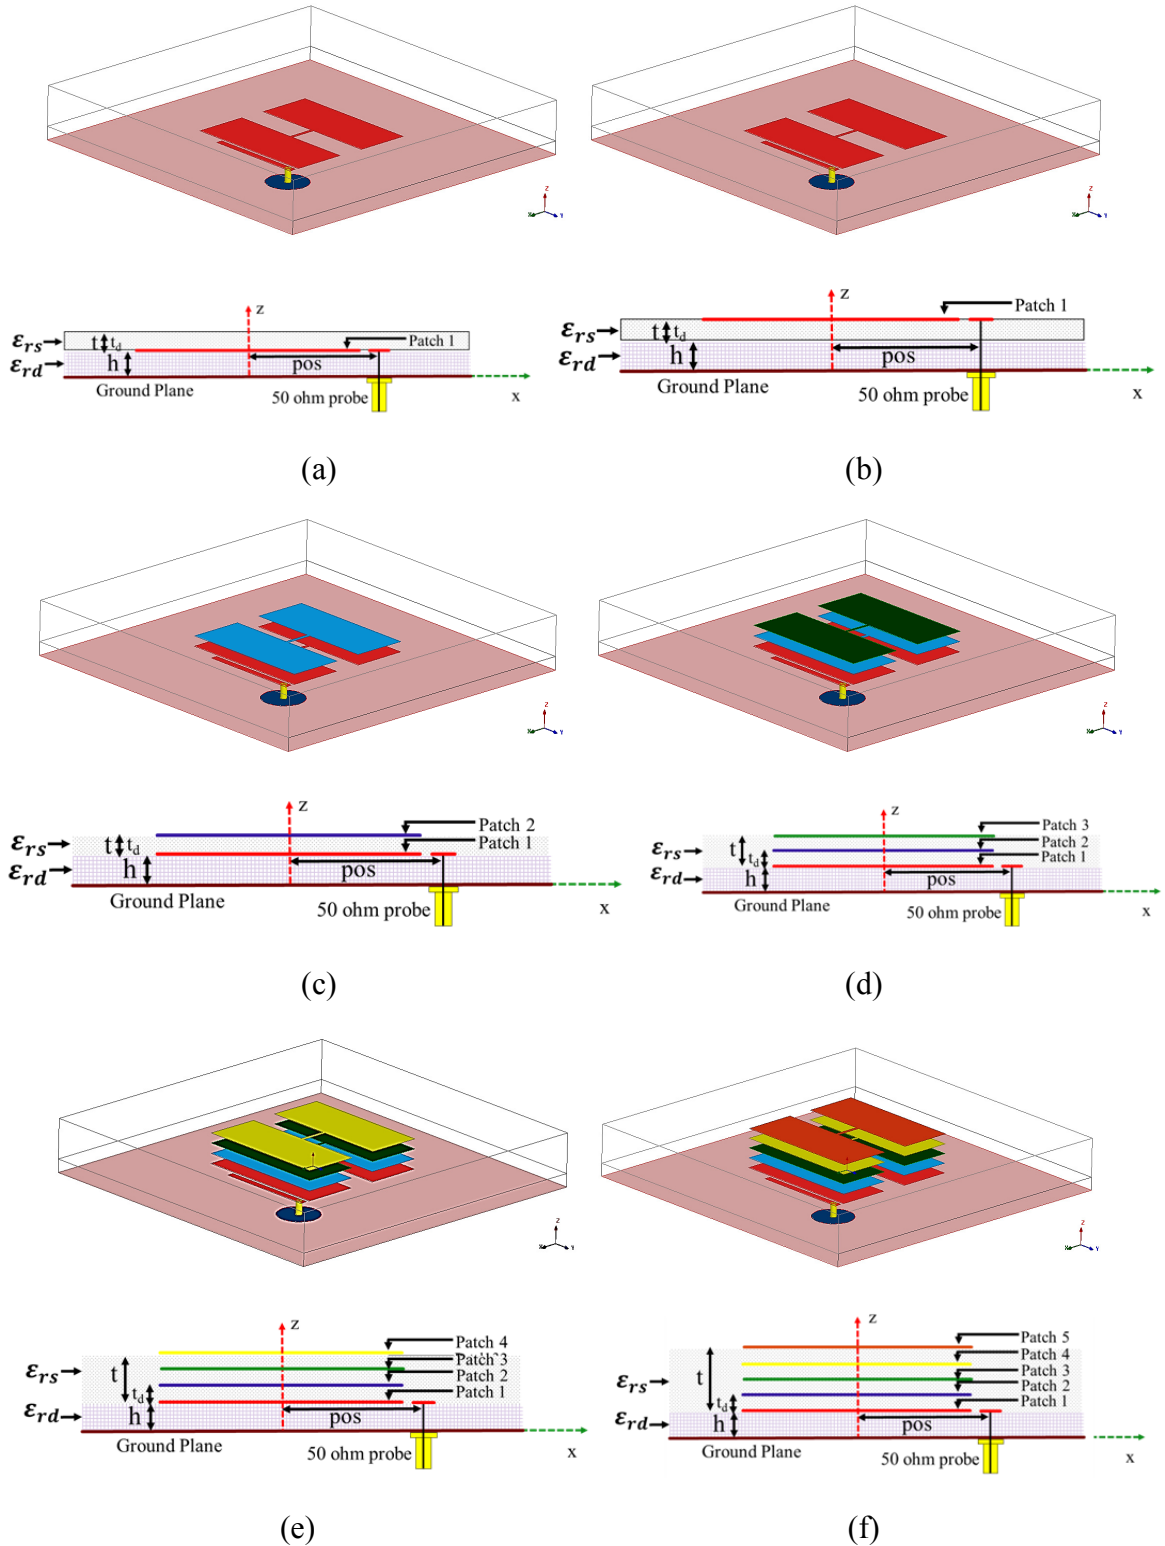 Z
X Y
Z
X Y
z
εrs t td Patch 1
εrd h pos
Ground Plane
50 ohm probe x
z
Patch 1
εrs t td
εrd h pos
Ground Plane
50 ohm probe x
(a) (b)
Z
X Y
Z
X Y
z
Patch 2
εrs t td Patch 1
εrd h pos
Ground Plane
50 ohm probe x
z
Patch 3
Patch 2
εrs t td Patch 1
εrd h pos
Ground Plane
50 ohm probe x
(c) (d)
Z
X Y
Z
X Y
z
Patch 4
Patch 3
εrs t Patch 2
td Patch 1
εrd h pos
Ground Plane
50 ohm probe x
z
Patch 5
Patch 4
t Patch 3
εrs Patch 2
td Patch 1
εrd h pos
Ground Plane
50 ohm probe x
(e) (f)